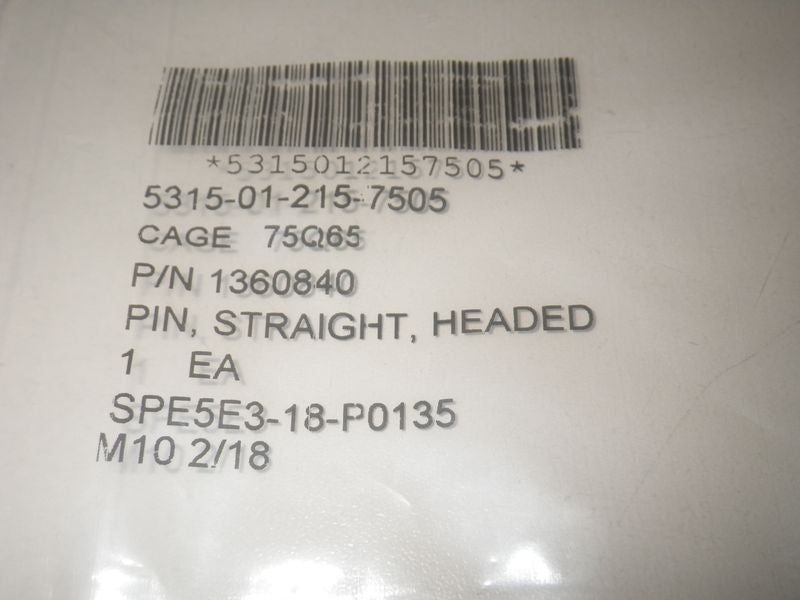 *5315012157505*
5315-01-215-7505
CAGE 75Q65
P/N 1360840
PIN, STRAIGHT, HEADED
1 EA
SPE5E3-18-P0135
M10 2/18